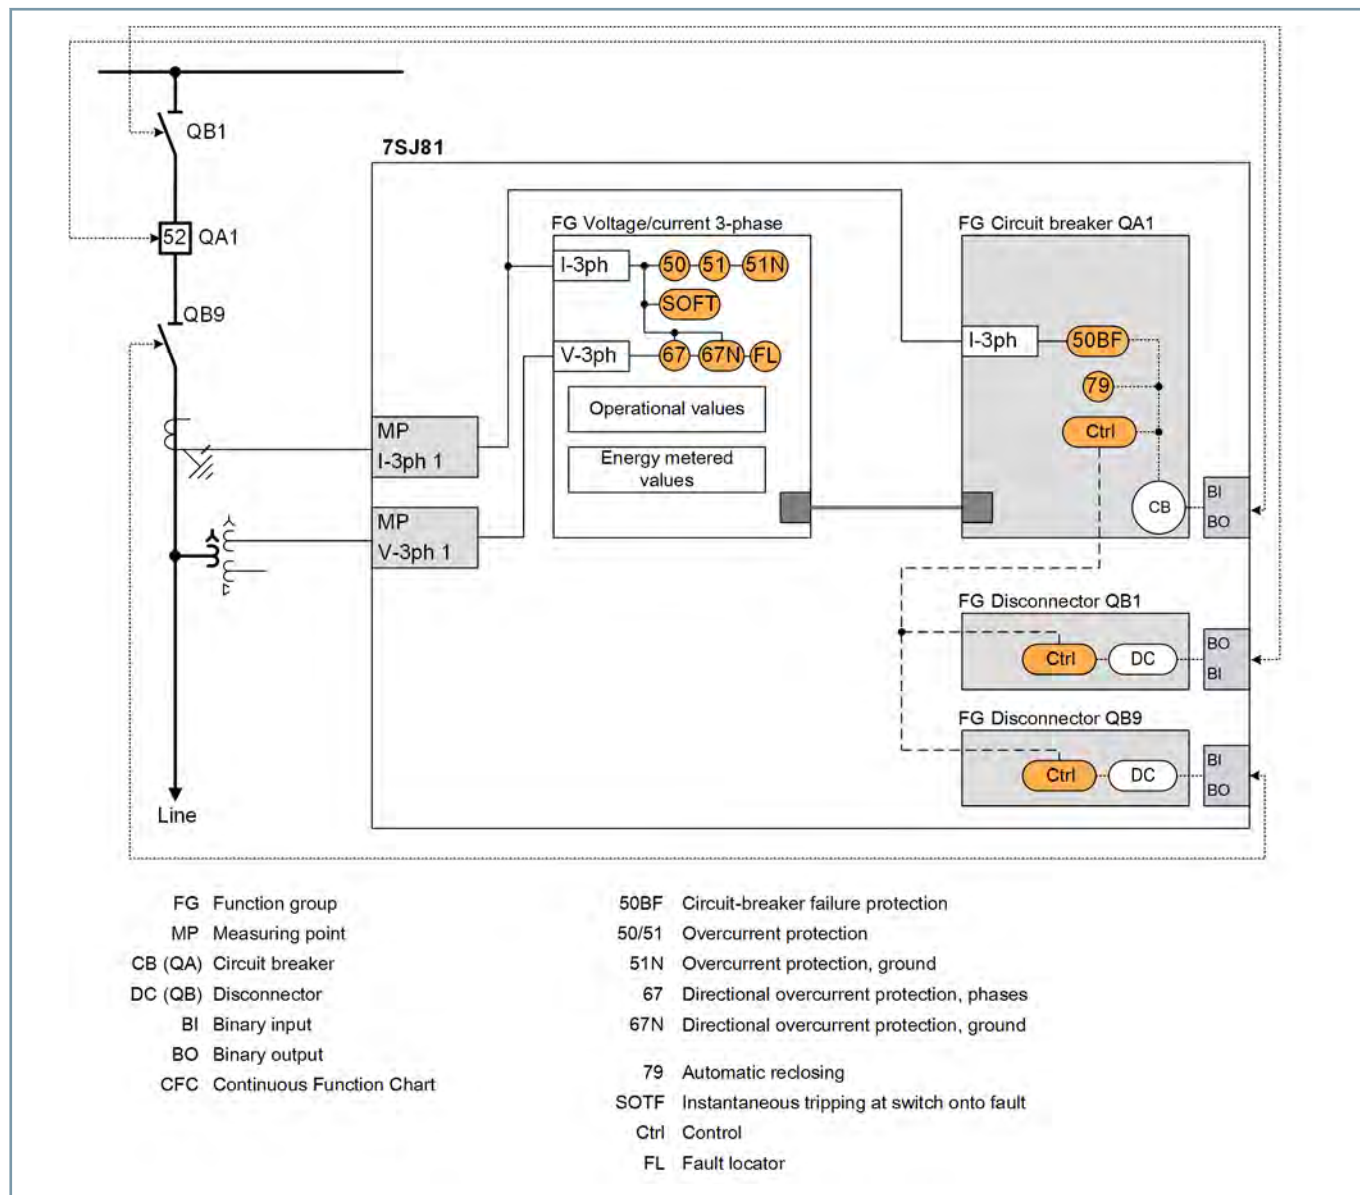 QB1
7SJ81
FG Voltage/current 3-phase
FG Circuit breaker QA1
52 QA1
I-3ph 50 51 51N
SOFT
QB9
V-3ph 67 67N FL
I-3ph 50BF
79
Operational values
Ctrl
MP
I-3ph 1
Energy metered
values
CB
BI
BO
MP
V-3ph 1
FG Disconnector QB1
Ctrl DC
BO
BI
FG Disconnector QB9
Ctrl DC
BI
BO
Line
FG Function group
MP Measuring point
CB (QA) Circuit breaker
DC (QB) Disconnector
BI Binary input
BO Binary output
CFC Continuous Function Chart
50BF Circuit-breaker failure protection
50/51 Overcurrent protection
51N Overcurrent protection, ground
67 Directional overcurrent protection, phases
67N Directional overcurrent protection, ground
79 Automatic reclosing
SOTF Instantaneous tripping at switch onto fault
Ctrl Control
FL Fault locator